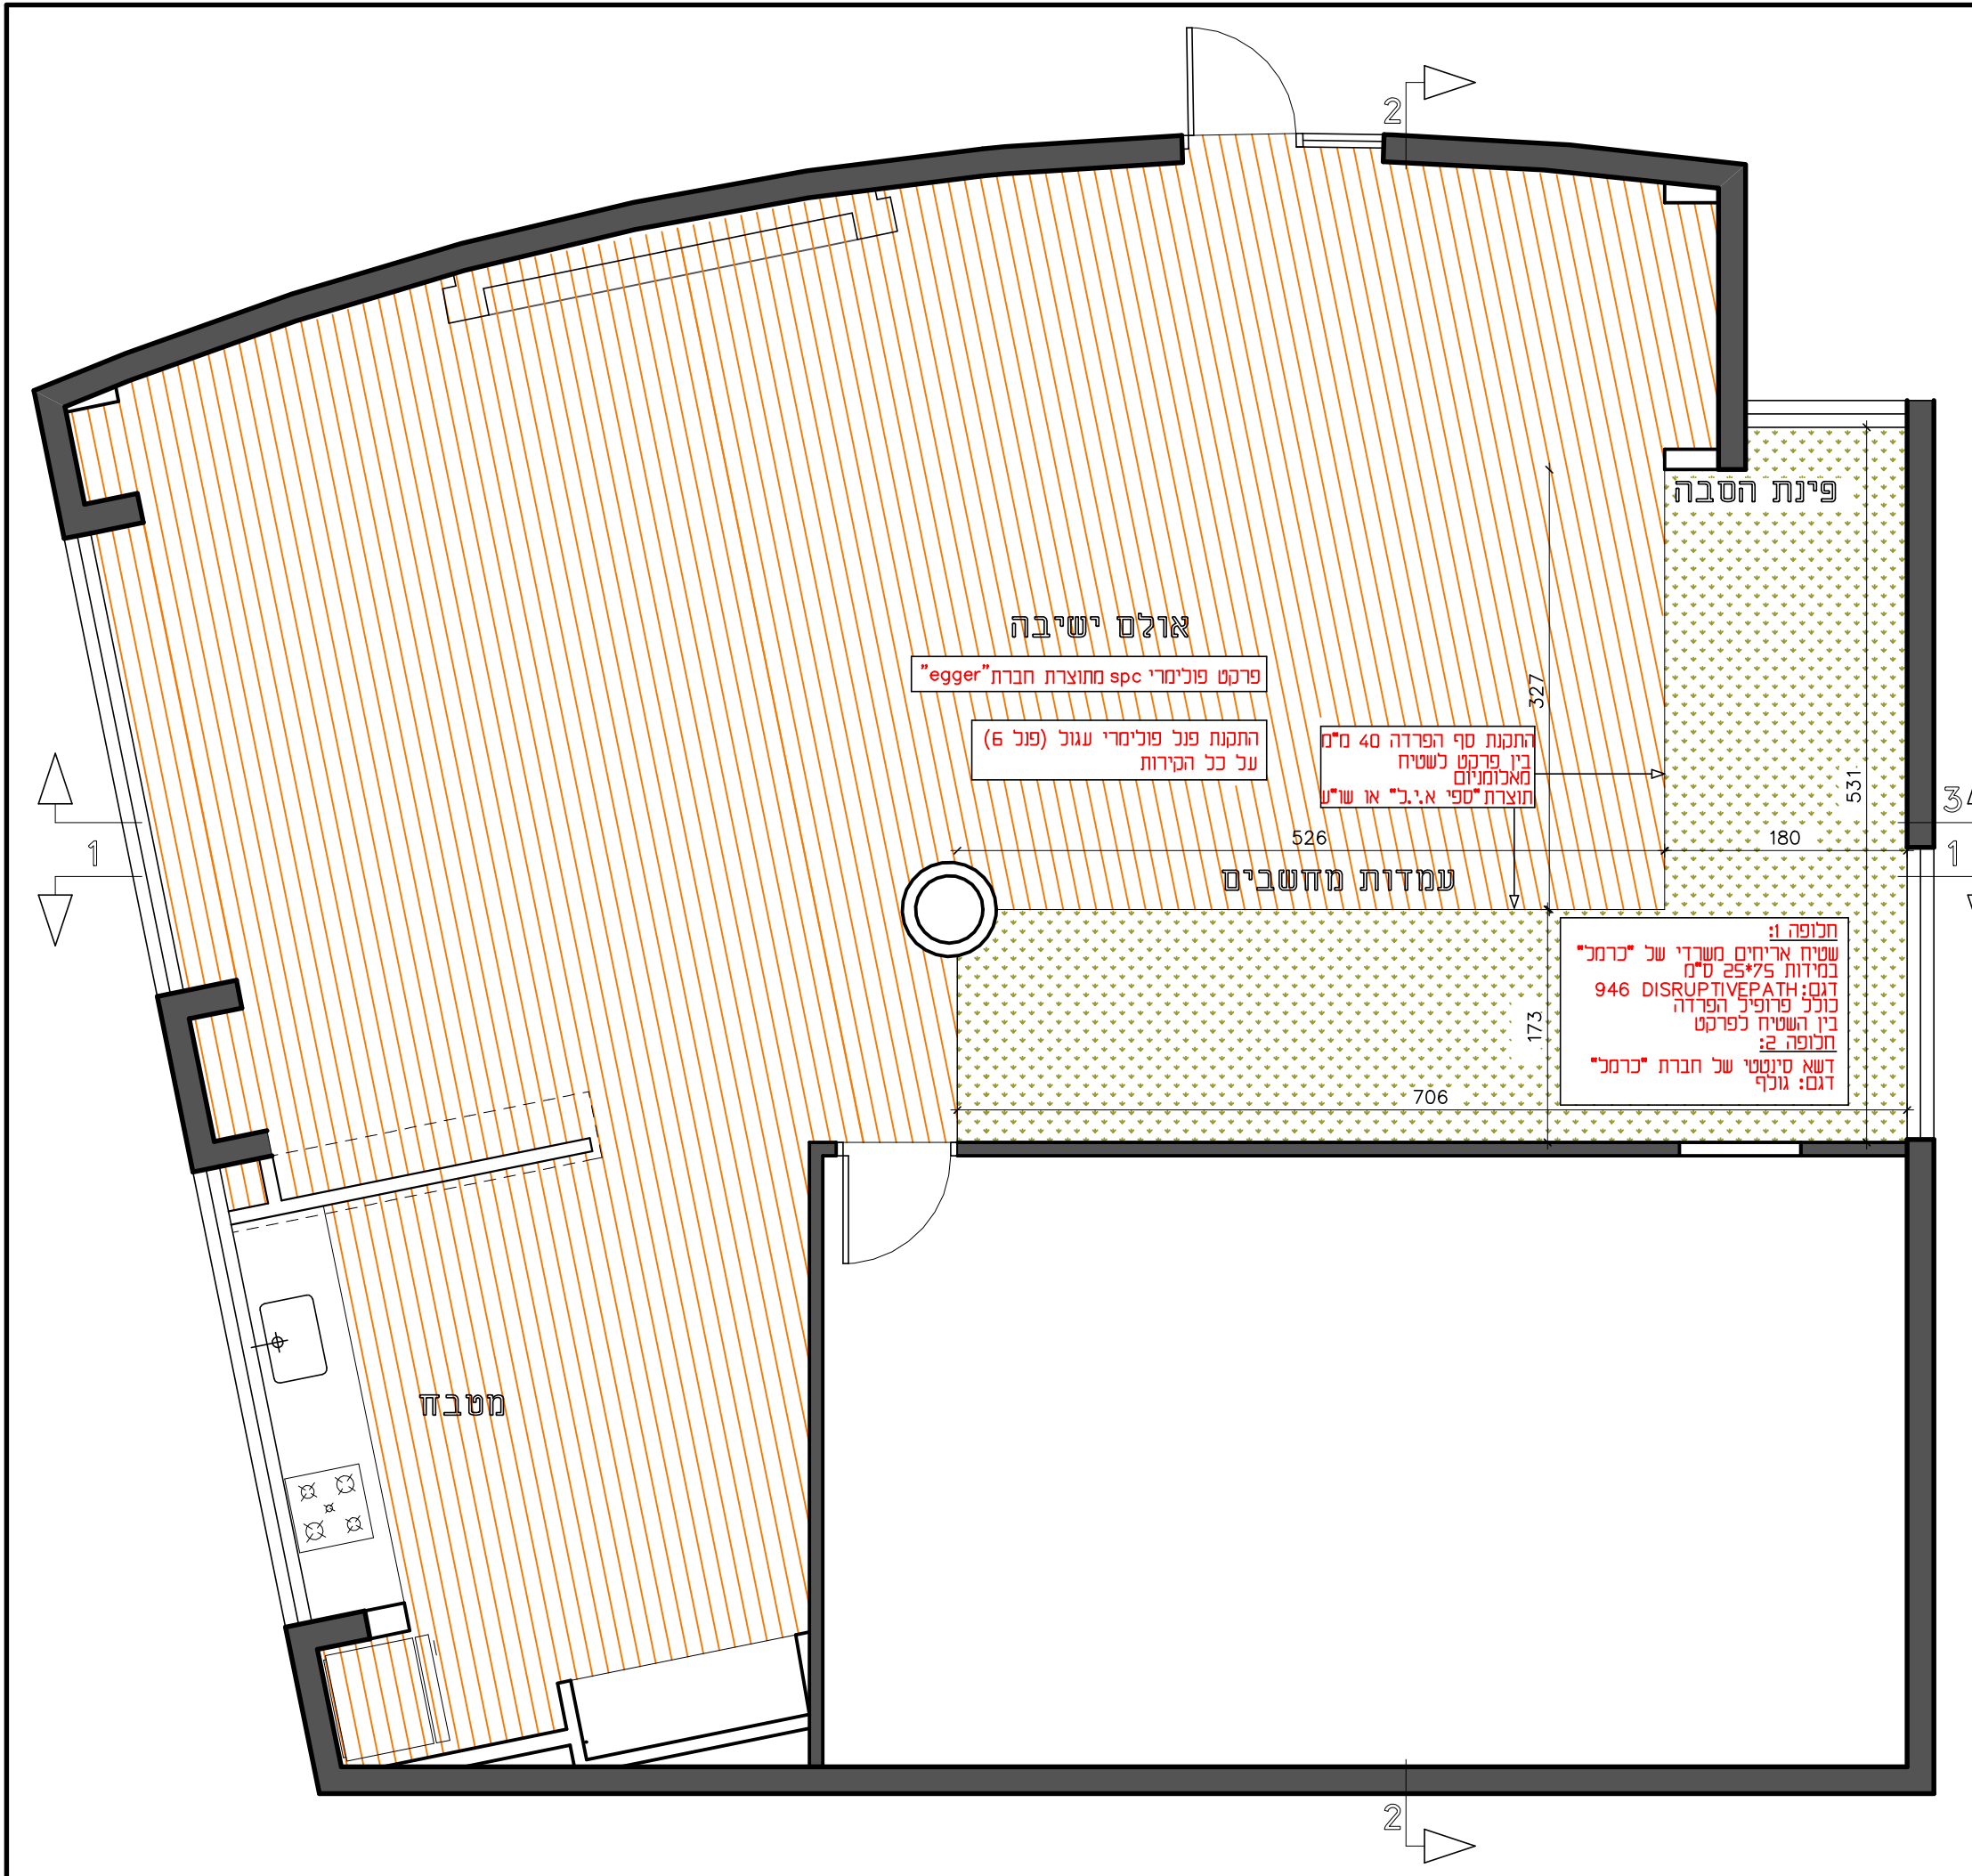 2
פינת הסבה
אולם ישיבה
פרקט פולימרי spc מתוצרת חברת"egger"
התקנת פנל פולימרי עגול (פנל 6)
על כל הקירות
התקנת סף הפרדה 40 מ"מ
בין פרקט לשטיח
מאלומניום
תוצרת"ספי א.י.ל" או שו"ע
327
531
526
180
34
1
1
עמדות מחשבים
חלופה 1:
שטיח אריחים משרדי של "כרמל"
במידות 25*75 ס"מ
דגם:DISRUPTIVEPATH 946
כולל פרופיל הפרדה
בין השטיח לפרקט
חלופה 2:
דשא סינטטי של חברת "כרמל"
דגם: גולף
173
706
מטבח
2